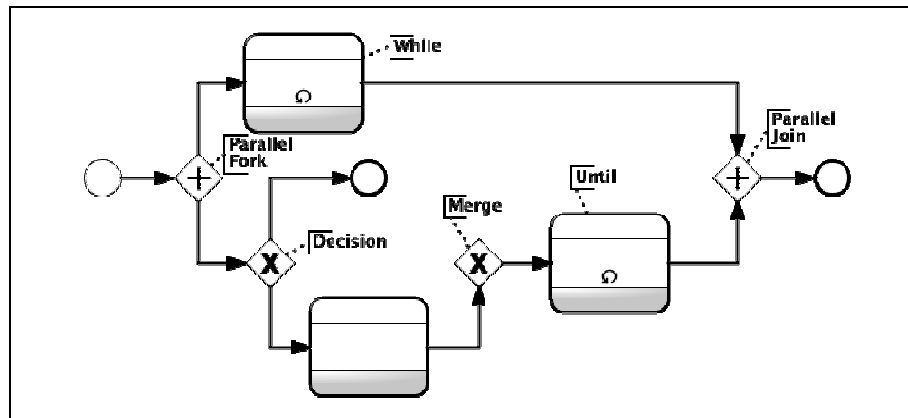 While
Parallel
Fork
Parallel
Join
Until
Merge
Decision